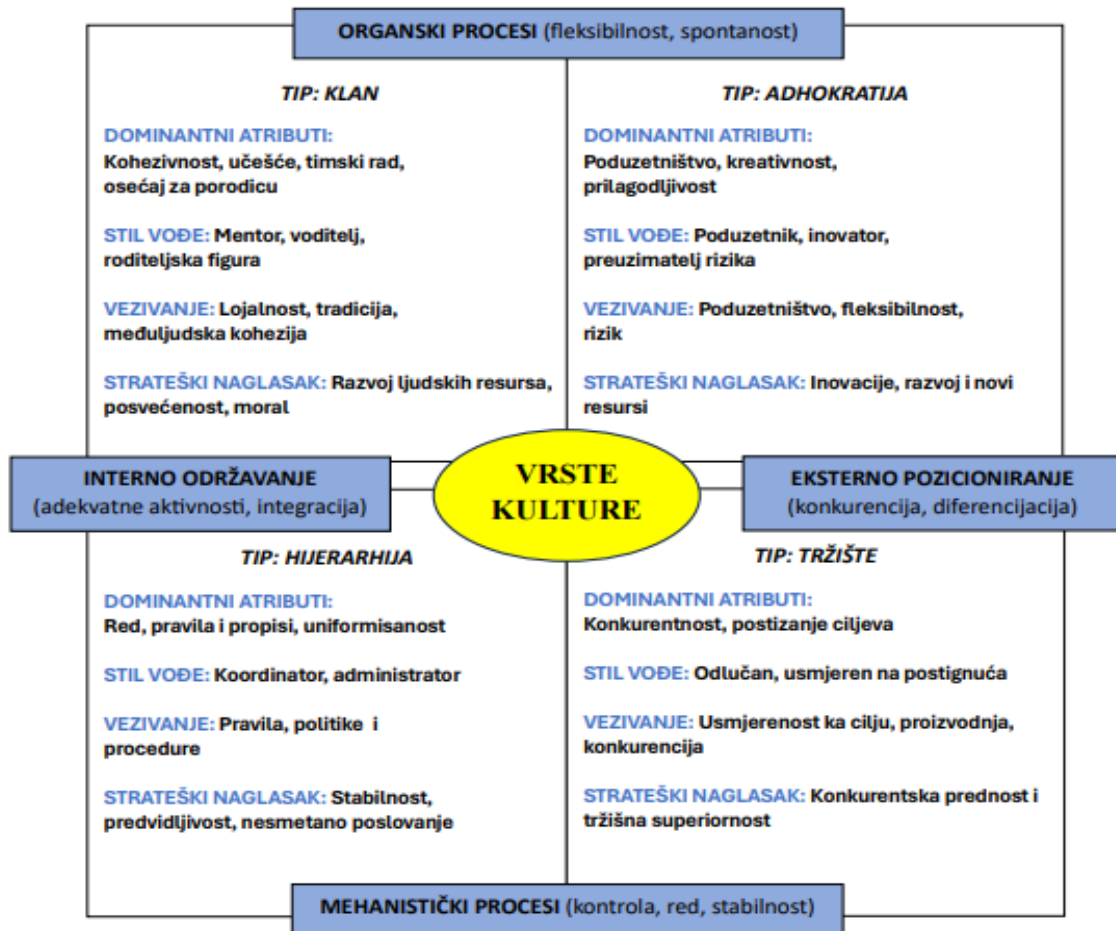 ORGANSKI PROCESI (fleksibilnost, spontanost)
TIP: KLAN
DOMINANTNI ATRIBUTI:
Kohezivnost, učešće, timski rad,
osećaj za porodicu
STIL VOĐE: Mentor, voditelj,
roditeljska figura
VEZIVANJE: Lojalnost, tradicija,
međuljudska kohezija
STRATEŠKI NAGLASAK: Razvoj ljudskih resursa,
posvećenost, moral
TIP: ADHOKRATIJA
DOMINANTNI ATRIBUTI:
Poduzetništvo, kreativnost,
prilagodljivost
STIL VOĐE: Poduzetnik, inovator,
preuzimatelj rizika
VEZIVANJE: Poduzetništvo, fleksibilnost,
rizik
STRATEŠKI NAGLASAK: Inovacije, razvoj i novi
resursi
INTERNO ODRŽAVANJE
(adekvatne aktivnosti, integracija)
VRSTE
KULTURE
EKSTERNO POZICIONIRANJE
(konkurencija, diferencijacija)
TIP: HIJERARHIJA
DOMINANTNI ATRIBUTI:
Red, pravila i propisi, uniformisanost
STIL VOĐE: Koordinator, administrator
VEZIVANJE: Pravila, politike i
procedure
STRATEŠKI NAGLASAK: Stabilnost,
predvidljivost, nesmetano poslovanje
TIP: TRŽIŠTE
DOMINANTNI ATRIBUTI:
Konkurentnost, postizanje ciljeva
STIL VOĐE: Odlučan, usmjeren na postignuća
VEZIVANJE: Usmjerenost ka cilju, proizvodnja,
konkurencija
STRATEŠKI NAGLASAK: Konkurentska prednost i
tržišna superiornost
MEHANISTIČKI PROCESI (kontrola, red, stabilnost)